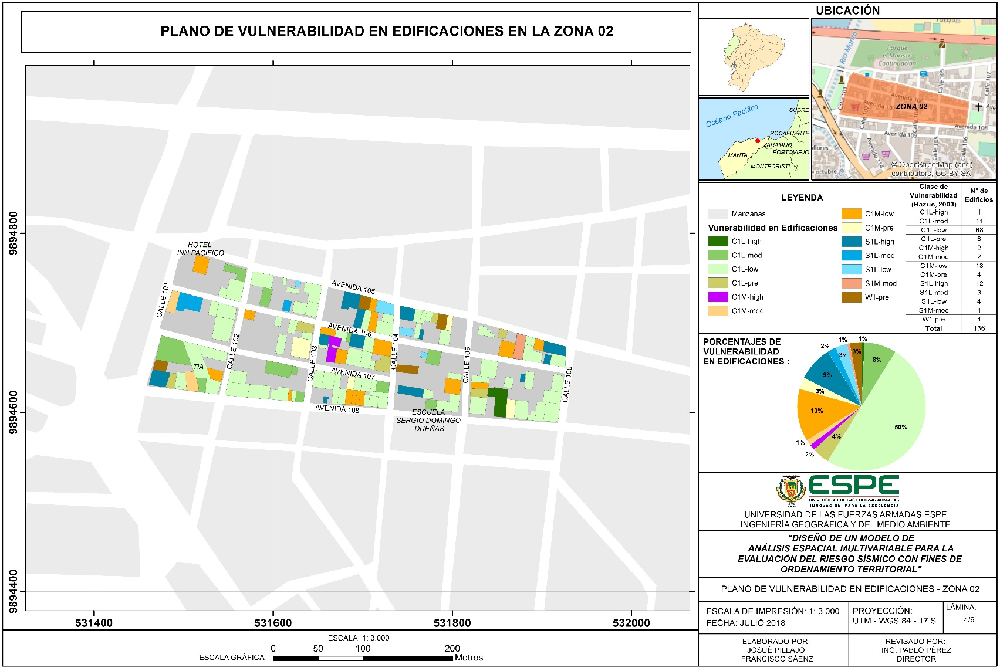 PLANO DE VULNERABILIDAD EN EDIFICACIONES EN LA ZONA 02
9894800
9894600
9894400
531400
531600
531800
532000
HOTEL
INN PACÍFICO
CALLE 101
CALLE 102
CALLE 103
CALLE 104
CALLE 105
CALLE 106
AVENIDA 105
AVENIDA 106
AVENIDA 107
AVENIDA 108
TIA
ESCUELA
SERGIO DOMINGO
DUEÑAS
ESCALA: 1: 3.000
ESCALA GRÁFICA
0 50 100 200
Metros
UBICACIÓN
Océano Pacífico
SUCRE
ROCAFUERTE
JARAMIJO
PORTOVIEJO
MANTA
MONTECRISTI
Tarqui
Río Manta
Parque
el Marisco
Continuación
Calle 105
Calle 107
Calle 101
Avenida 106
Avenida 107
ZONA 02
Calle 102
Avenida 108
Avenida 109
Calle 105
Calle 106
Avenida 114
flores
e octubre
© OpenStreetMap (and)
contributors, CC-BY-SA
LEYENDA
Manzanas
Vunerabilidad en Edificaciones
C1L-high
C1L-mod
C1L-low
C1L-pre
C1M-high
C1M-mod
C1M-low
C1M-pre
S1L-high
S1L-mod
S1L-low
S1M-mod
W1-pre
Clase de
Vulnerabilidad
(Hazus, 2003)
N° de
Edificios
C1L-high 1
C1L-mod 11
C1L-low 68
C1L-pre 6
C1M-high 2
C1M-mod 2
C1M-low 18
C1M-pre 4
S1L-high 12
S1L-mod 3
S1L-low 4
S1M-mod 1
W1-pre 4
Total 136
PORCENTAJES DE
VULNERABILIDAD
EN EDIFICACIONES :
1%
8%
50%
4%
2%
1%
13%
3%
9%
2%
3%
1%
3%
ESPE
UNIVERSIDAD DE LAS FUERZAS ARMADAS
INNOVACIÓN PARA LA EXCELENCIA
UNIVERSIDAD DE LAS FUERZAS ARMADAS ESPE
INGENIERÍA GEOGRÁFICA Y DEL MEDIO AMBIENTE
"DISEÑO DE UN MODELO DE
ANÁLISIS ESPACIAL MULTIVARIABLE PARA LA
EVALUACIÓN DEL RIESGO SÍSMICO CON FINES DE
ORDENAMIENTO TERRITORIAL"
PLANO DE VULNERABILIDAD EN EDIFICACIONES - ZONA 02
ESCALA DE IMPRESIÓN: 1: 3.000
FECHA: JULIO 2018
PROYECCIÓN:
UTM - WGS 84 - 17 S
LÁMINA:
4/6
ELABORADO POR:
JOSUÉ PILLAJO
FRANCISCO SÁENZ
REVISADO POR:
ING. PABLO PÉREZ
DIRECTOR